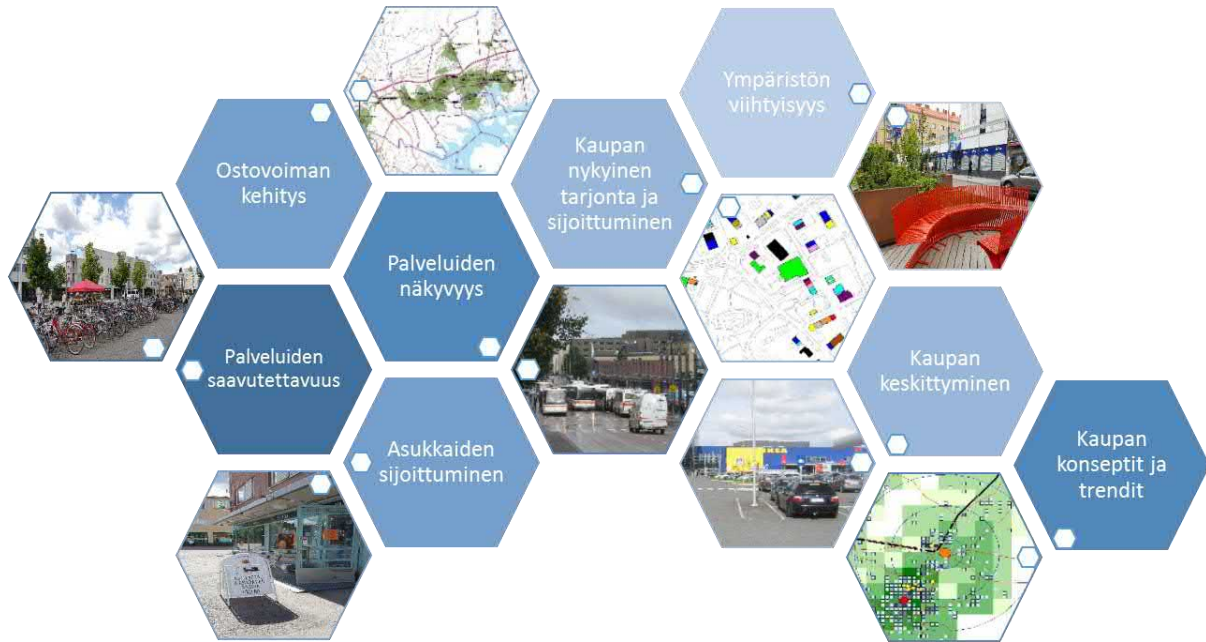 Ympäristön
viihtyisyys
Ostovoiman
kehitys
Kaupan
nykyinen
tarjonta ja
sijoittuminen
Palveluiden
näkyvyys
Palveluiden
saavutettavuus
Kaupan
keskittyminen
Asukkaiden
sijoittuminen
IKEA
Kaupan
konseptit ja
trendit